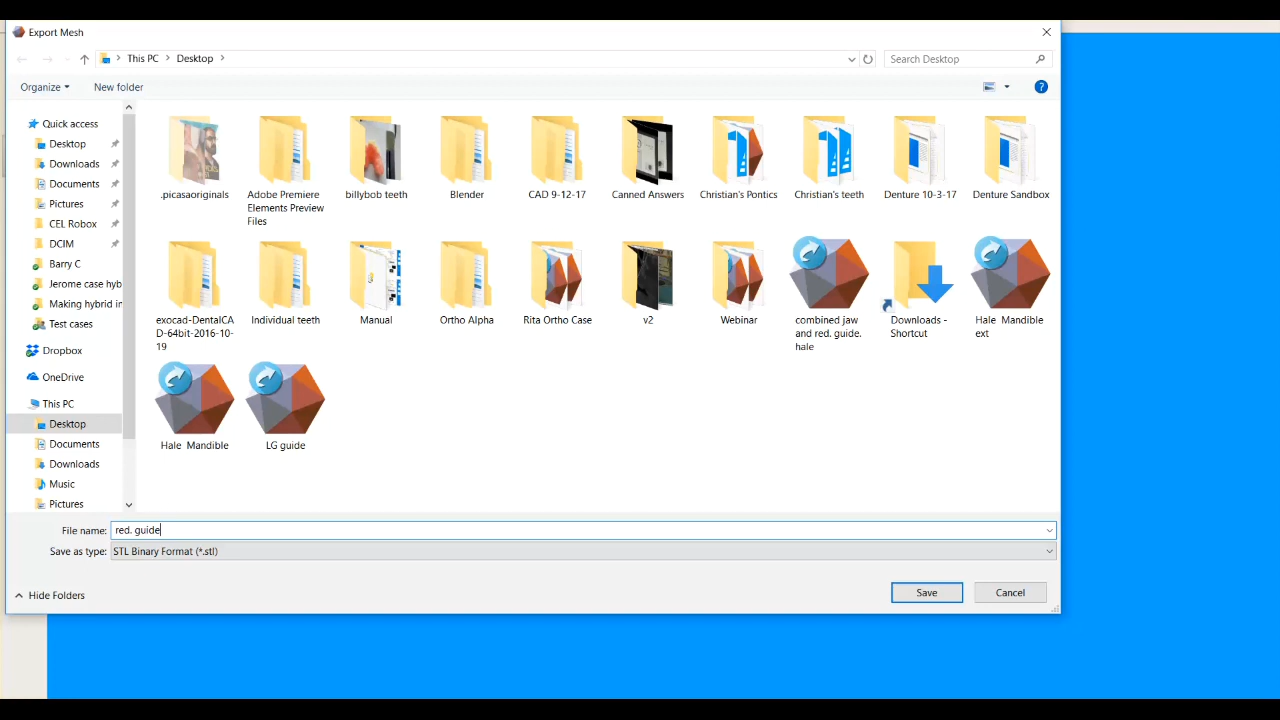 Export Mesh
This PC
Desktop
Search Desktop
Organize
New folder
Quick access
Desktop
Downloads
Documents
Pictures
CEL Robox
DCIM
Barry C
Jerome case hyb
Making hybrid in
Test cases
Dropbox
OneDrive
This PC
Desktop
Documents
Downloads
Music
Pictures
.picasaoriginals
Adobe Premiere
Elements Preview
Files
billybob teeth
Blender
CAD 9-12-17
Canned Answers
Christian's Pontics
Christian's teeth
Denture 10-3-17
Denture Sandbox
exocad-DentalCA
D-64bit-2016-10-
19
Individual teeth
Manual
Ortho Alpha
Rita Ortho Case
v2
Webinar
combined jaw
and red. guide.
hale
Downloads -
Shortcut
Hale Mandible
ext
Hale Mandible
LG guide
File name: red. guide
Save as type: STL Binary Format (*.stl)
Hide Folders
Save
Cancel